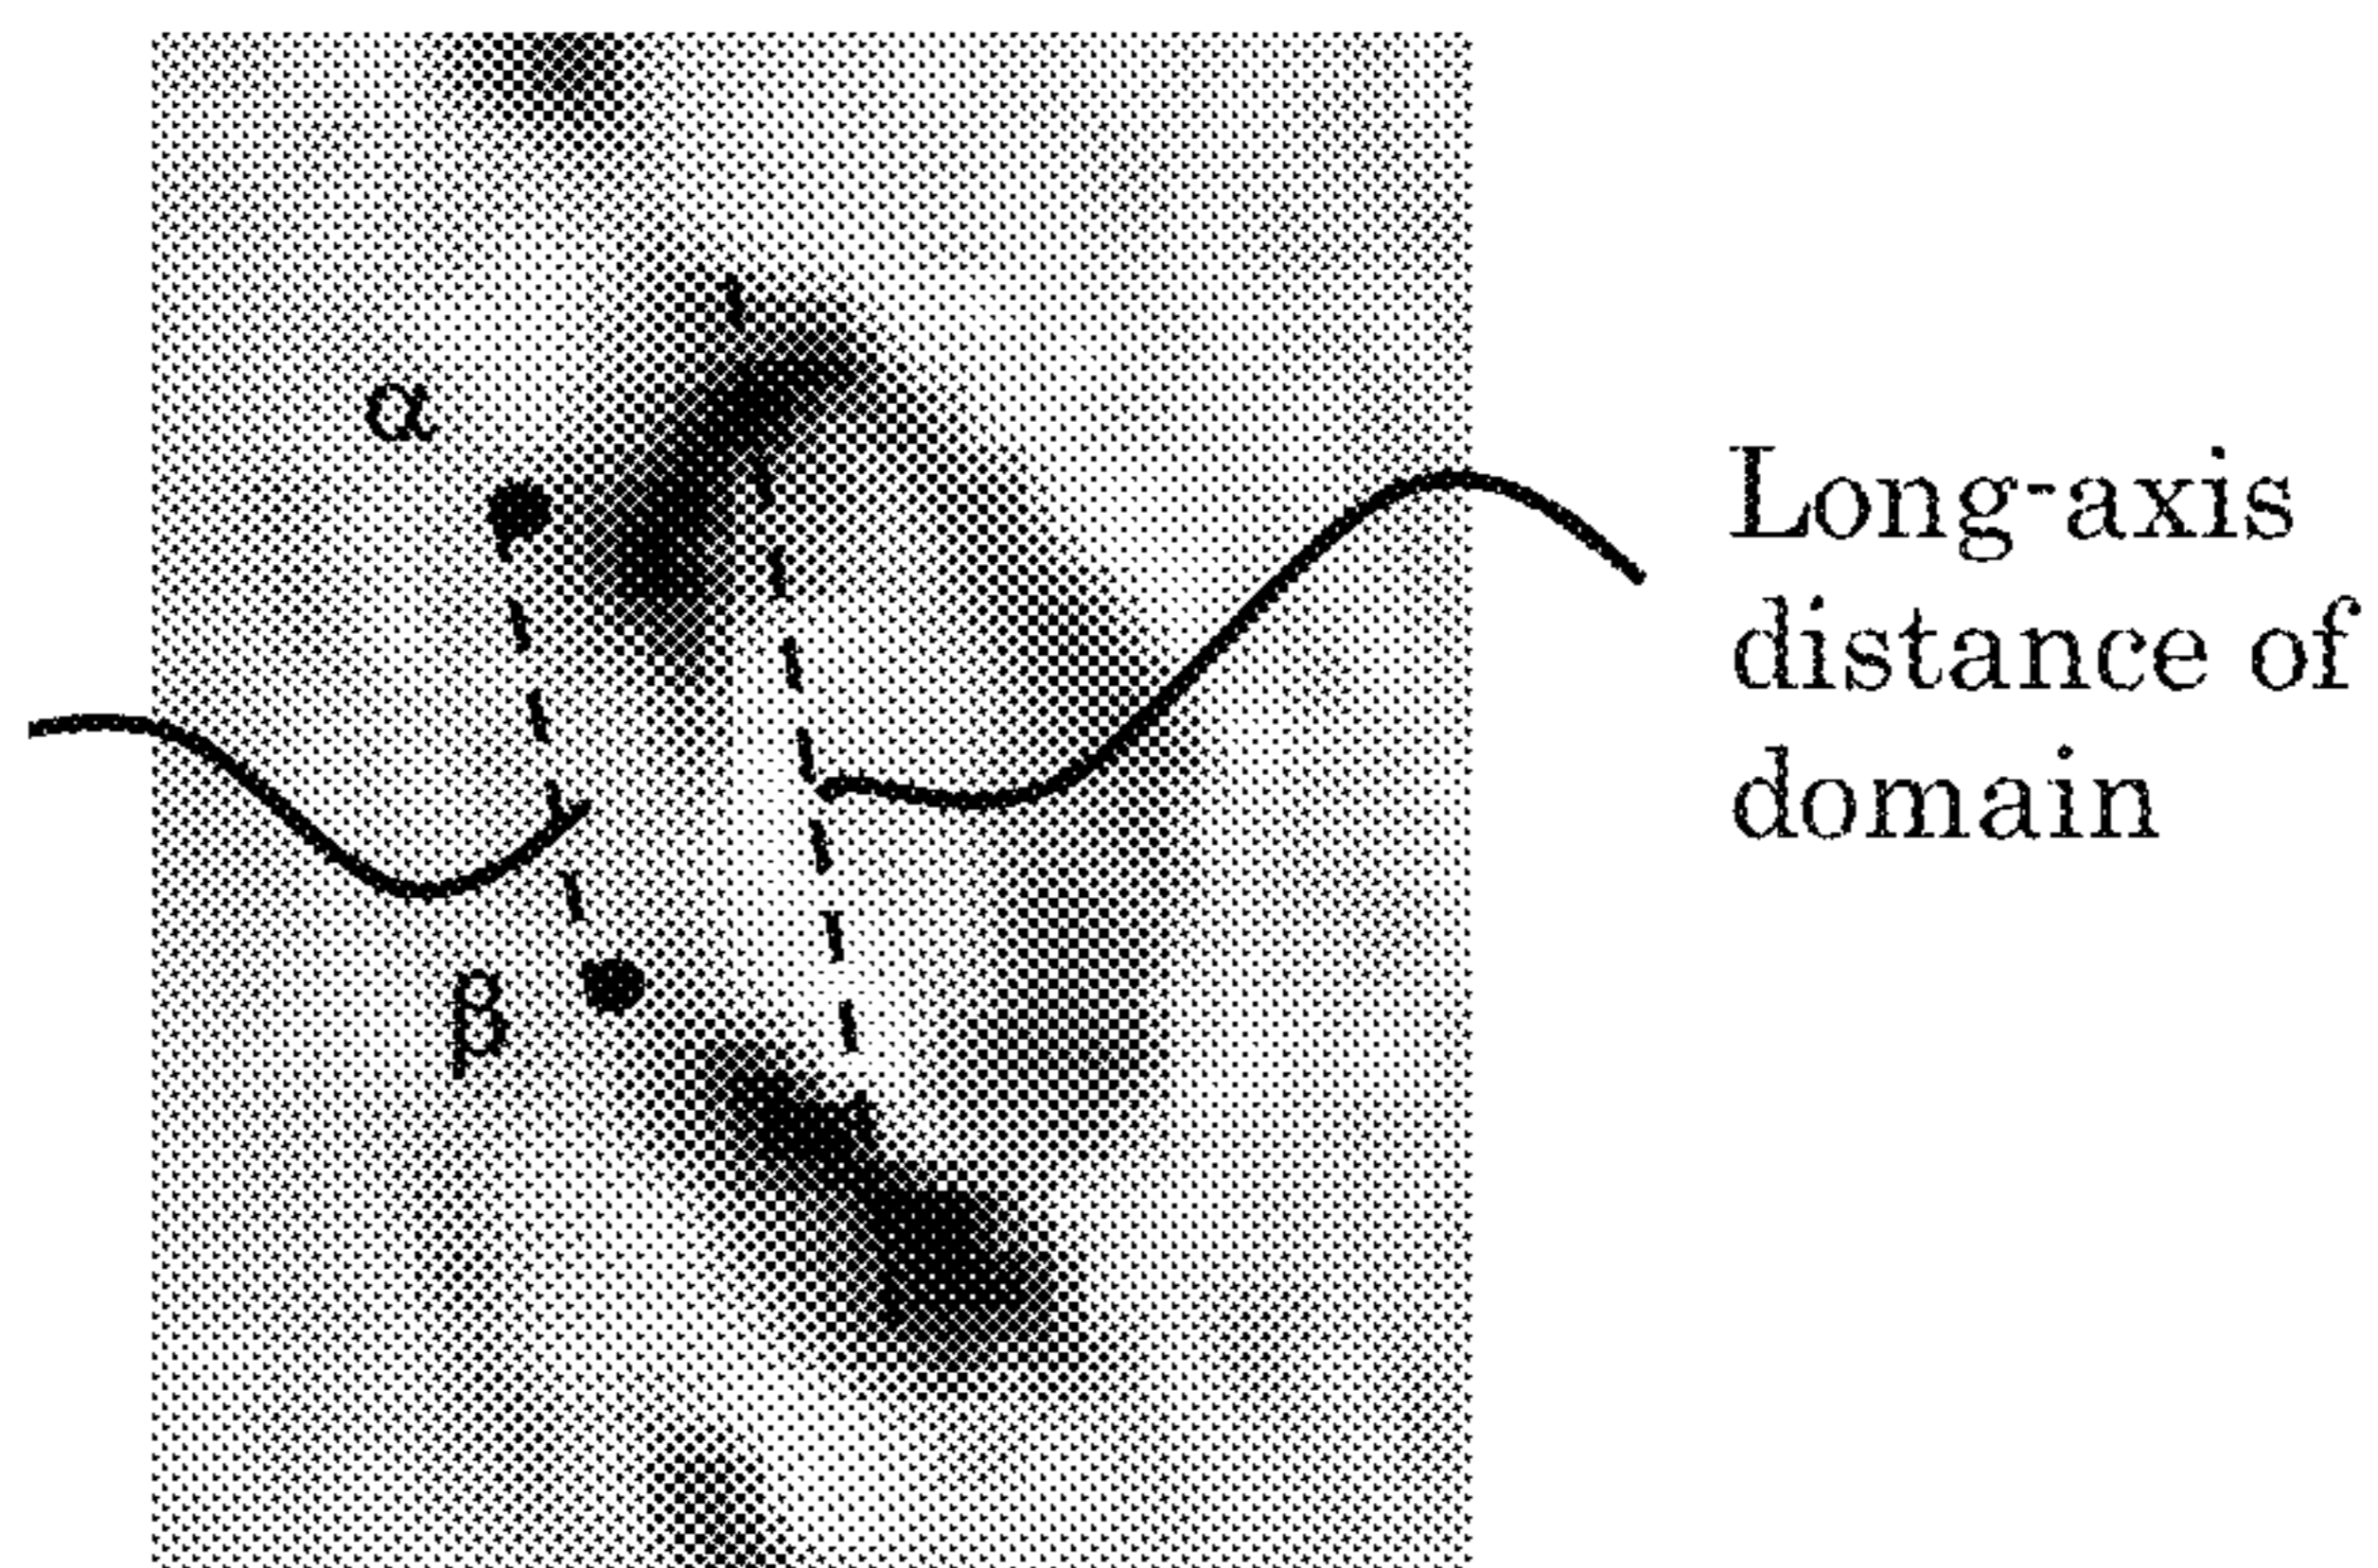 α
Long-axis
distance of
domain
β